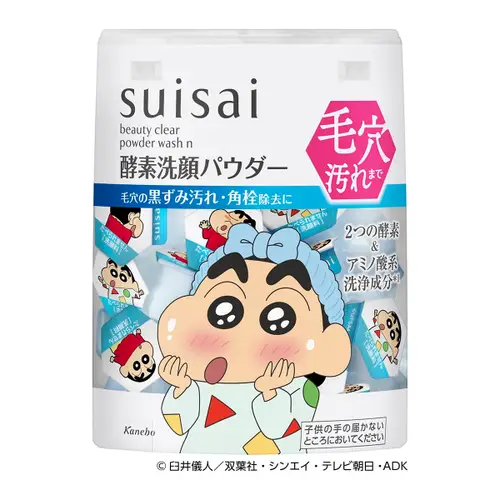 suisai
beauty clear
powder wash n
酵素洗顔パウダー
毛穴の黒ずみ汚れ・角栓除去に
毛穴
汚れまで
2つの酵素
&
アミノ酸系
洗浄成分*
Kanebo
子供の手の届かない
ところにおいてください
© 臼井儀人／双葉社・シンエイ・テレビ朝日・ADK